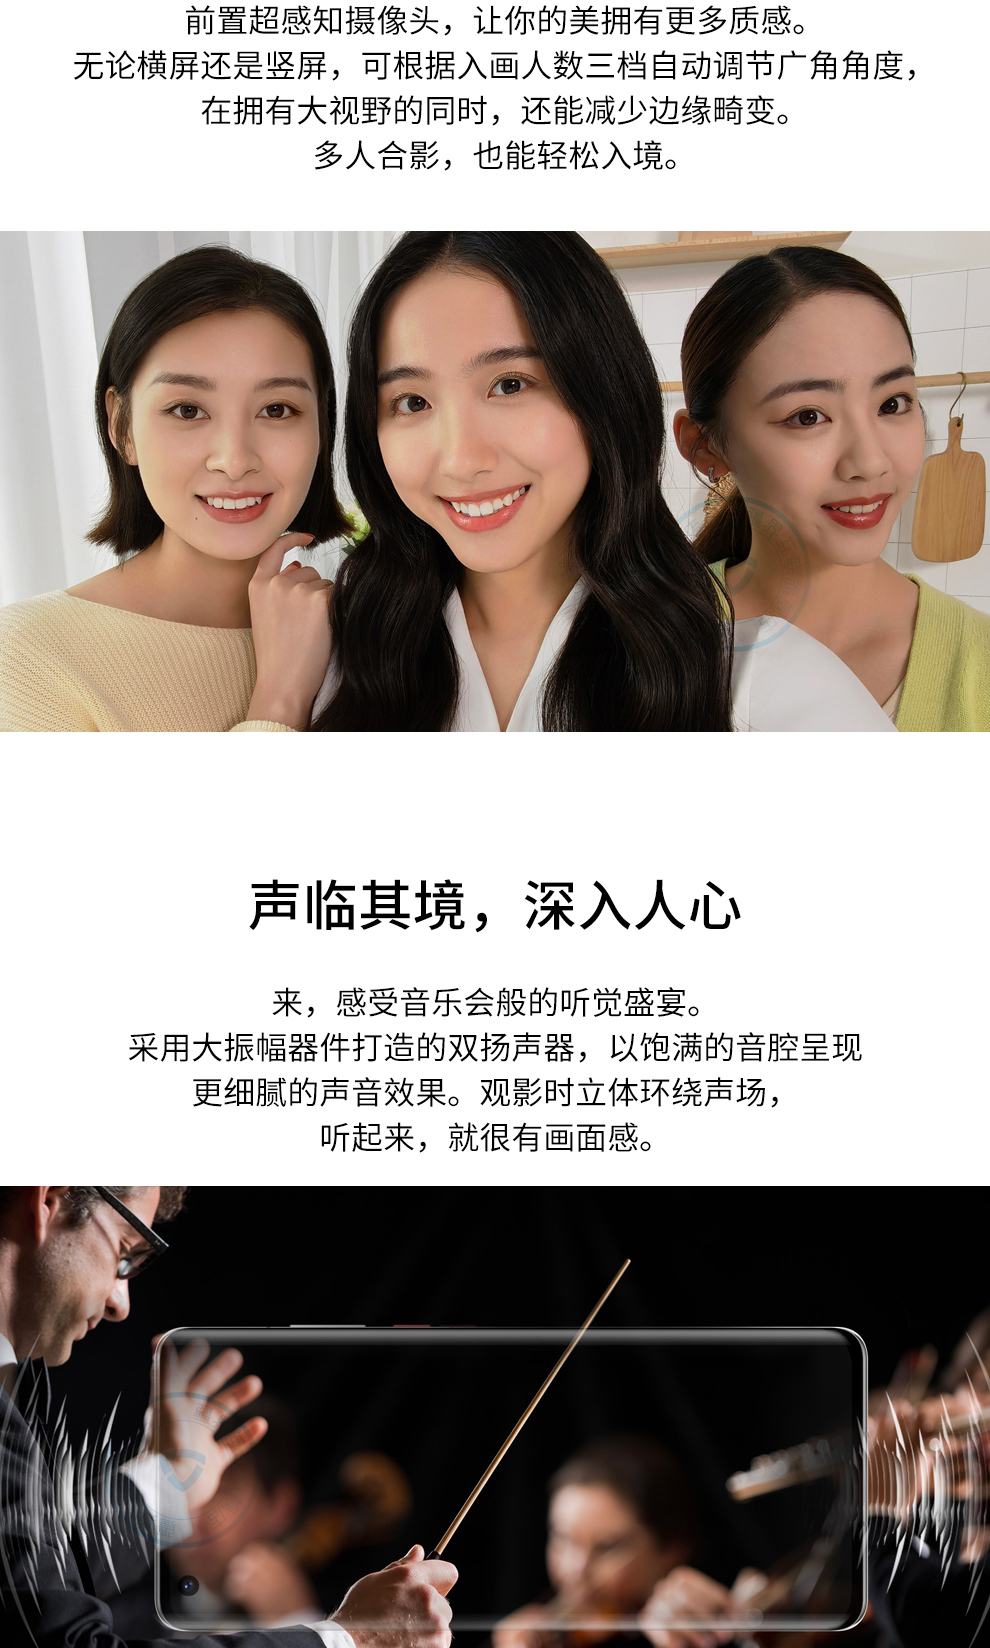 前置超感知摄像头，让你的美拥有更多质感。
无论横屏还是竖屏，可根据入画人数三档自动调节广角角度，
在拥有大视野的同时，还能减少边缘畸变。
多人合影，也能轻松入境。
声临其境，深入人心
来，感受音乐会般的听觉盛宴。
采用大振幅器件打造的双扬声器，以饱满的音腔呈现
更细腻的声音效果。观影时立体环绕声场，
听起来，就很有画面感。